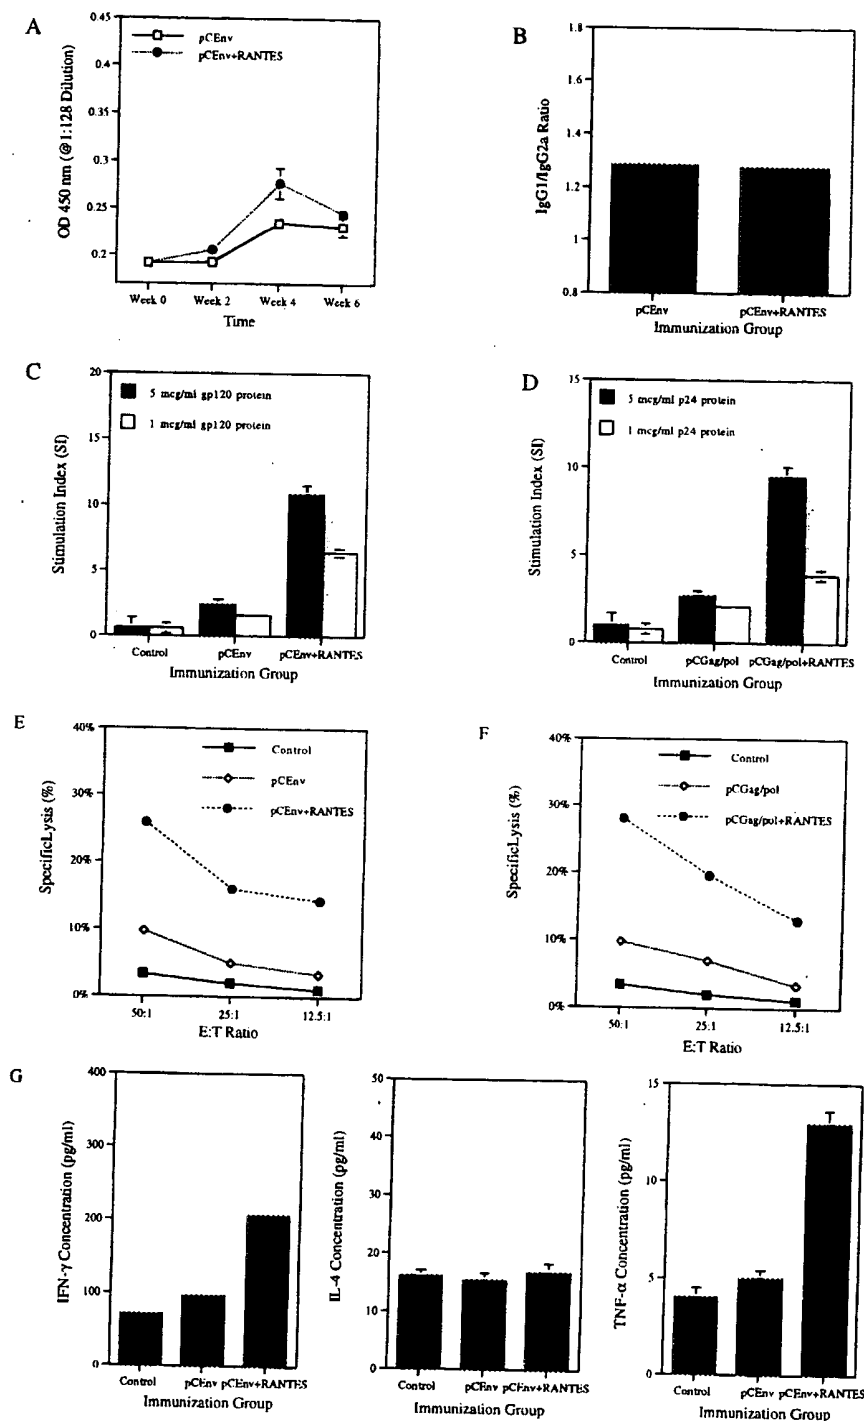 A
pCEnv
pCEnv+RANTES
OD 450 nm (@1:128 Dilution)
0.45
0.4
0.35
0.3
0.25
0.2
Week 0 Week 2 Week 4 Week 6
Time
B
IgG1/IgG2a Ratio
1.8
1.6
1.4
1.2
1
0.8
pCEnv pCEnv+RANTES
Immunization Group
C
5 mcg/ml gp120 protein
1 mcg/ml gp120 protein
Stimulation Index (SI)
20
15
10
5
0
Control pCEnv pCEnv+RANTES
Immunization Group
D
5 mcg/ml p24 protein
1 mcg/ml p24 protein
Stimulation Index (SI)
15
10
5
0
Control pCGag/pol pCGag/pol+RANTES
Immunization Group
E
Control
pCEnv
pCEnv+RANTES
SpecificLysis (%)
40%
30%
20%
10%
0%
50:1 25:1 12.5:1
E:T Ratio
F
Control
pCGag/pol
pCGag/pol+RANTES
SpecificLysis (%)
40%
30%
20%
10%
0%
50:1 25:1 12.5:1
E:T Ratio
G
IFN-γ Concentration (pg/ml)
400
300
200
100
0
Control pCEnv pCEnv+RANTES
Immunization Group
IL-4 Concentration (pg/ml)
50
40
30
20
10
0
Control pCEnv pCEnv+RANTES
Immunization Group
TNF-α Concentration (pg/ml)
15
10
5
0
Control pCEnv pCEnv+RANTES
Immunization Group